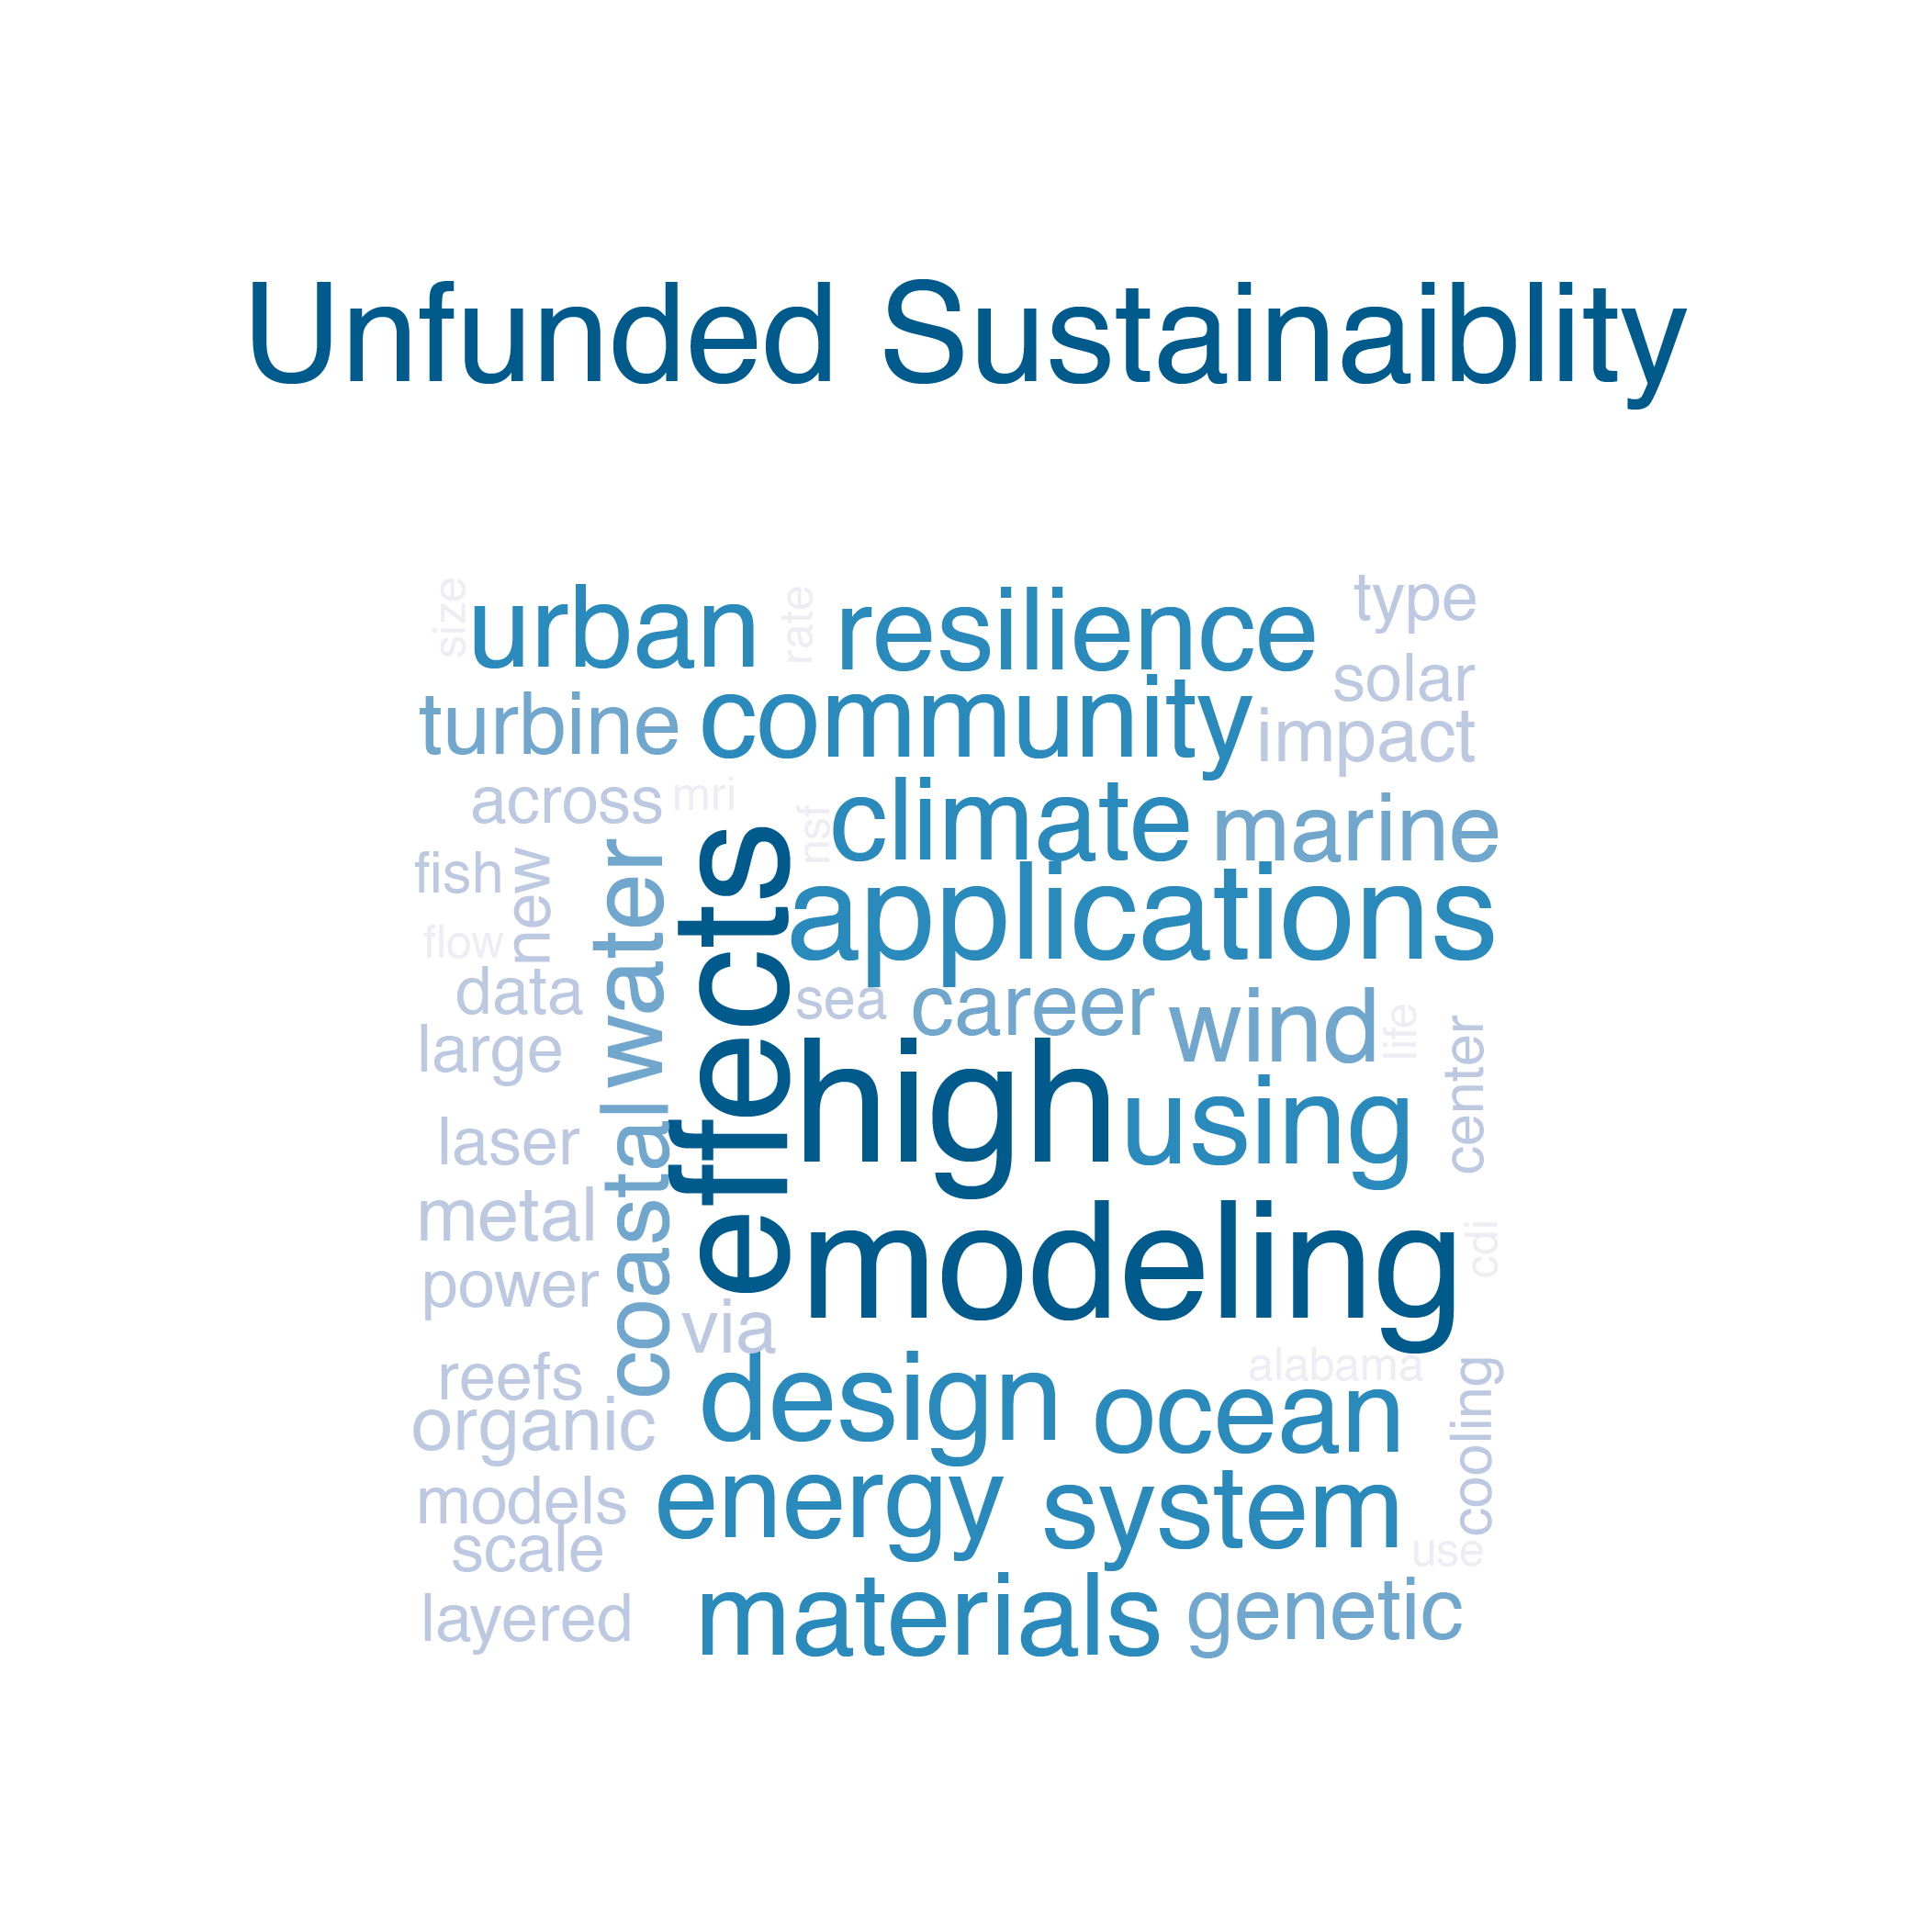 Unfunded Sustainaiblity
size urban rate resilience type
solar
turbine community impact
across mri nsf climate marine
fish new water effects applications
flow
data sea career wind life
large high using center
laser coastal
metal modeling cdi
power via
reefs design alabama
organic ocean cooling
models energy system
scale use
layered materials genetic